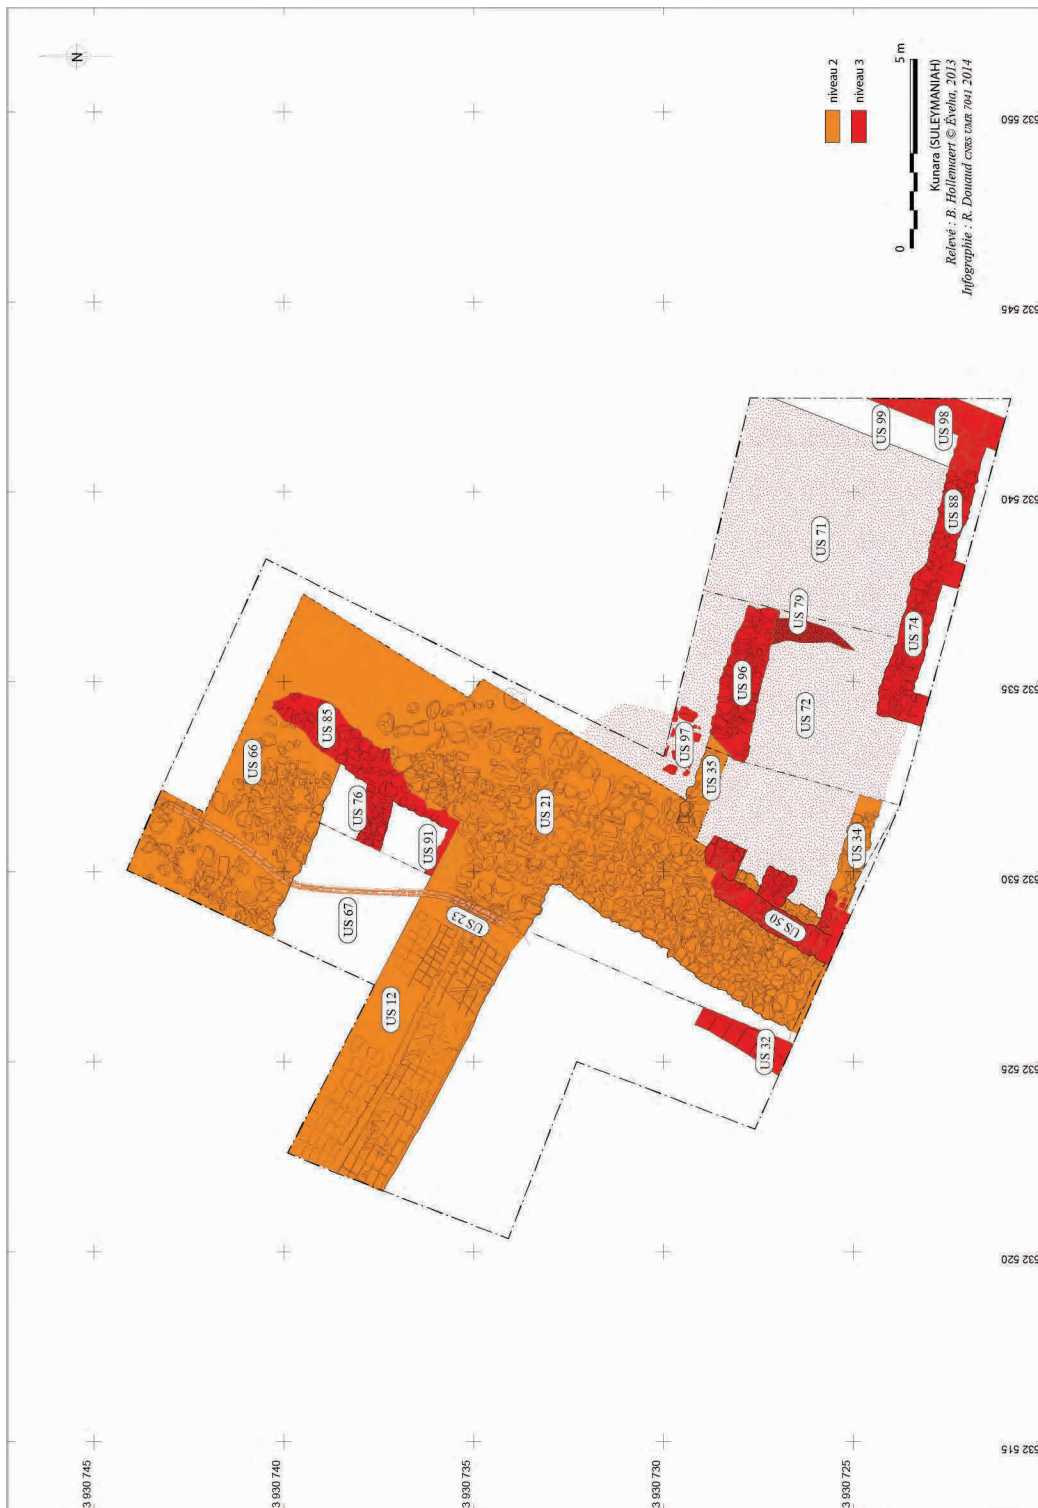 N
niveau 2
niveau 3
0
5 m
Kunara (SULEYMANIAH)
Relevé : B. Hollemaert © Éveha, 2013
Infographie : R. Douaud CNRS UMR 7041 2014
532 550
532 545
532 540
532 535
532 530
532 525
532 520
532 515
3 930 745
3 930 740
3 930 735
3 930 730
3 930 725
US 66
US 85
US 76
US 91
US 67
US 23
US 12
US 21
US 97
US 35
US 96
US 79
US 72
US 71
US 99
US 98
US 88
US 74
US 34
US 50
US 32